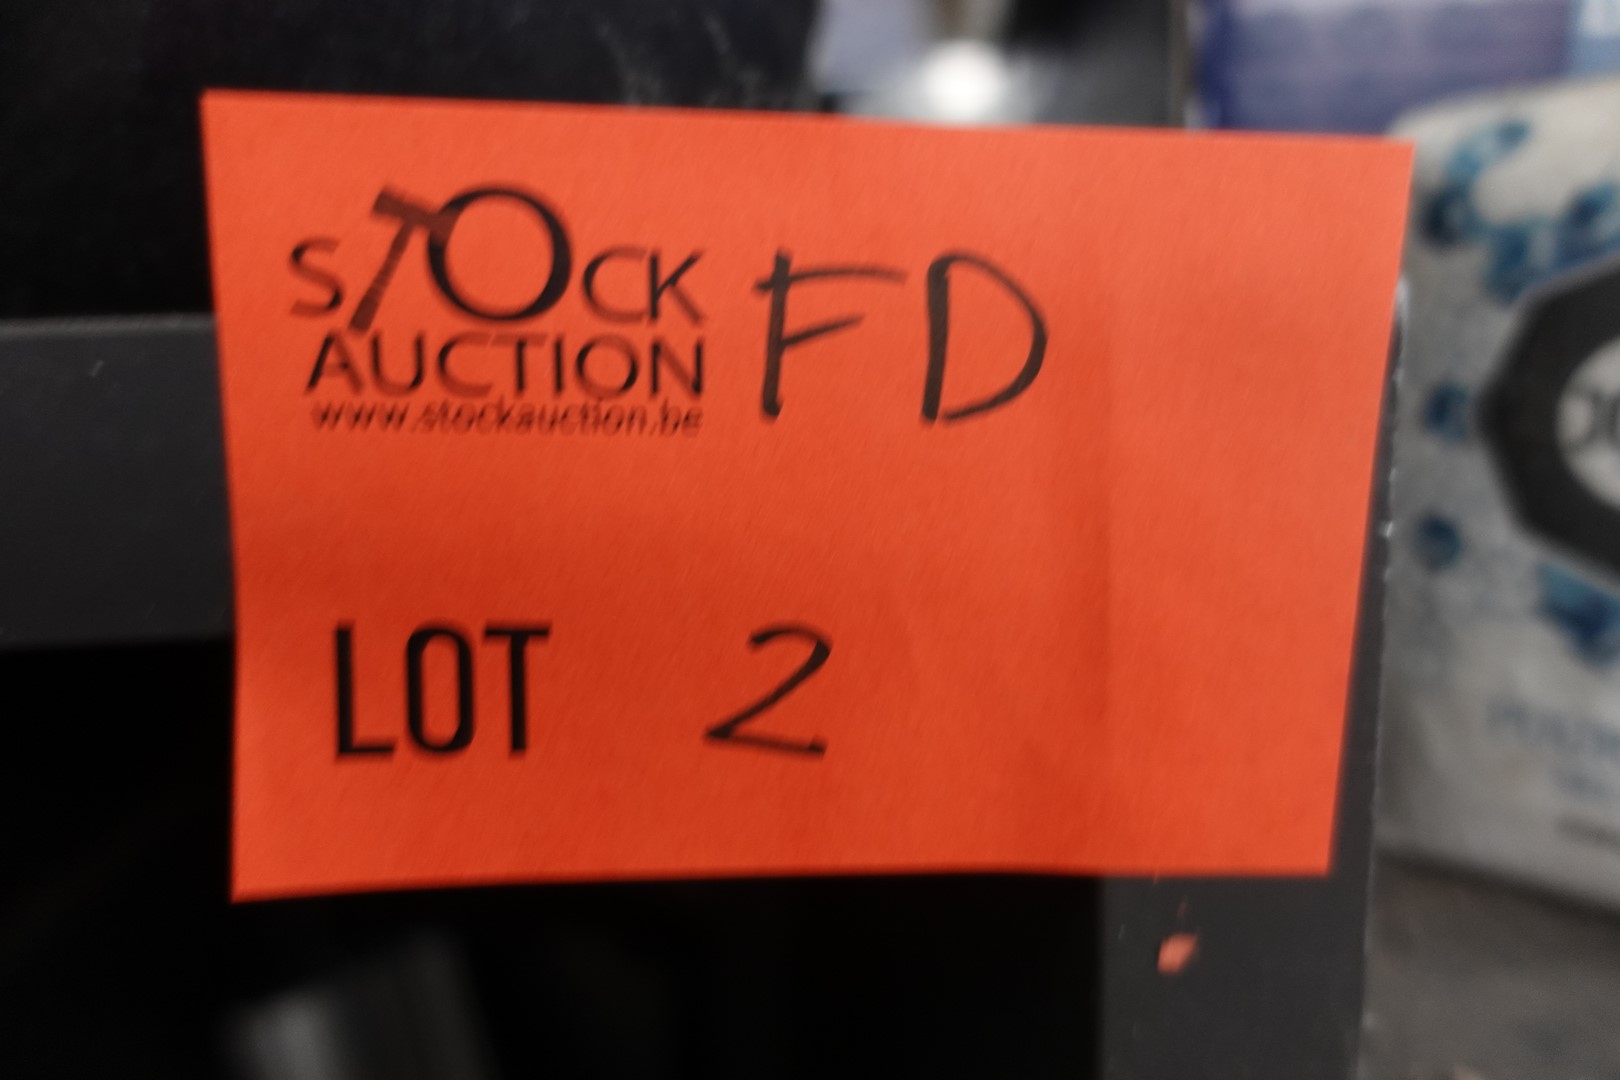 STOCK FD
AUCTION
www.stockauction.be
LOT 2